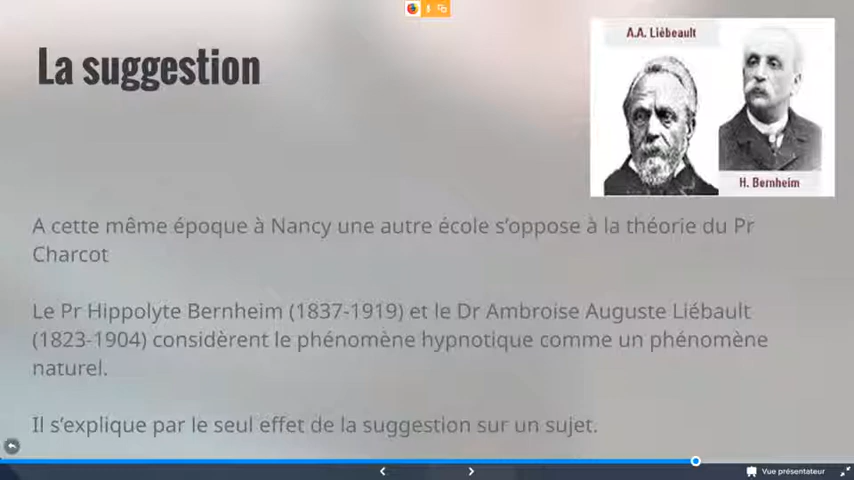 A.A. Liébeault
La suggestion
H. Bernheim
A cette même époque à Nancy une autre école s'oppose à la théorie du Pr
Charcot
Le Pr Hippolyte Bernheim (1837-1919) et le Dr Ambroise Auguste Liébault
(1823-1904) considèrent le phénomène hypnotique comme un phénomène
naturel.
Il s'explique par le seul effet de la suggestion sur un sujet.
Vue présentateur